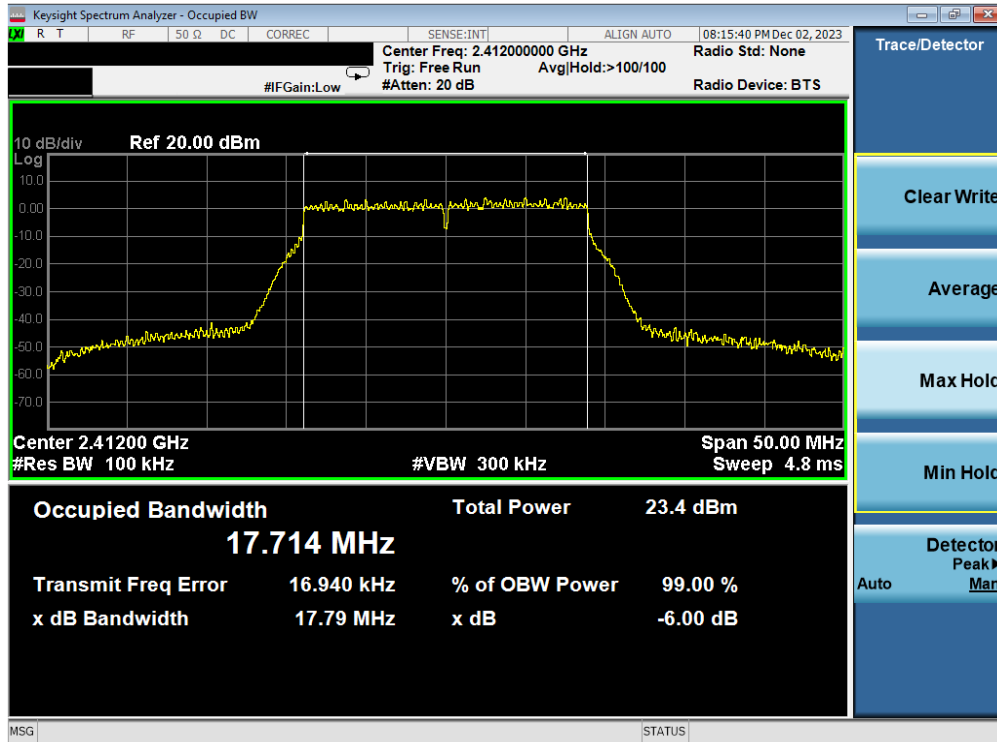 Keysight Spectrum Analyzer - Occupied BW
LXI R T RF 50 Ω DC CORREC SENSE:INT ALIGN AUTO 08:15:40 PM Dec 02, 2023
Center Freq: 2.412000000 GHz Radio Std: None
Trig: Free Run Avg|Hold:>100/100
#IFGain:Low #Atten: 20 dB Radio Device: BTS
10 dB/div Ref 20.00 dBm
Log
10.0
0.00
-10.0
-20.0
-30.0
-40.0
-50.0
-60.0
-70.0
Center 2.41200 GHz Span 50.00 MHz
#Res BW 100 kHz #VBW 300 kHz Sweep 4.8 ms
Occupied Bandwidth Total Power 23.4 dBm
17.714 MHz
Transmit Freq Error 16.940 kHz % of OBW Power 99.00 %
x dB Bandwidth 17.79 MHz x dB -6.00 dB
MSG STATUS
Trace/Detector
Clear Write
Average
Max Hold
Min Hold
Detector
Peak▶
Auto Man